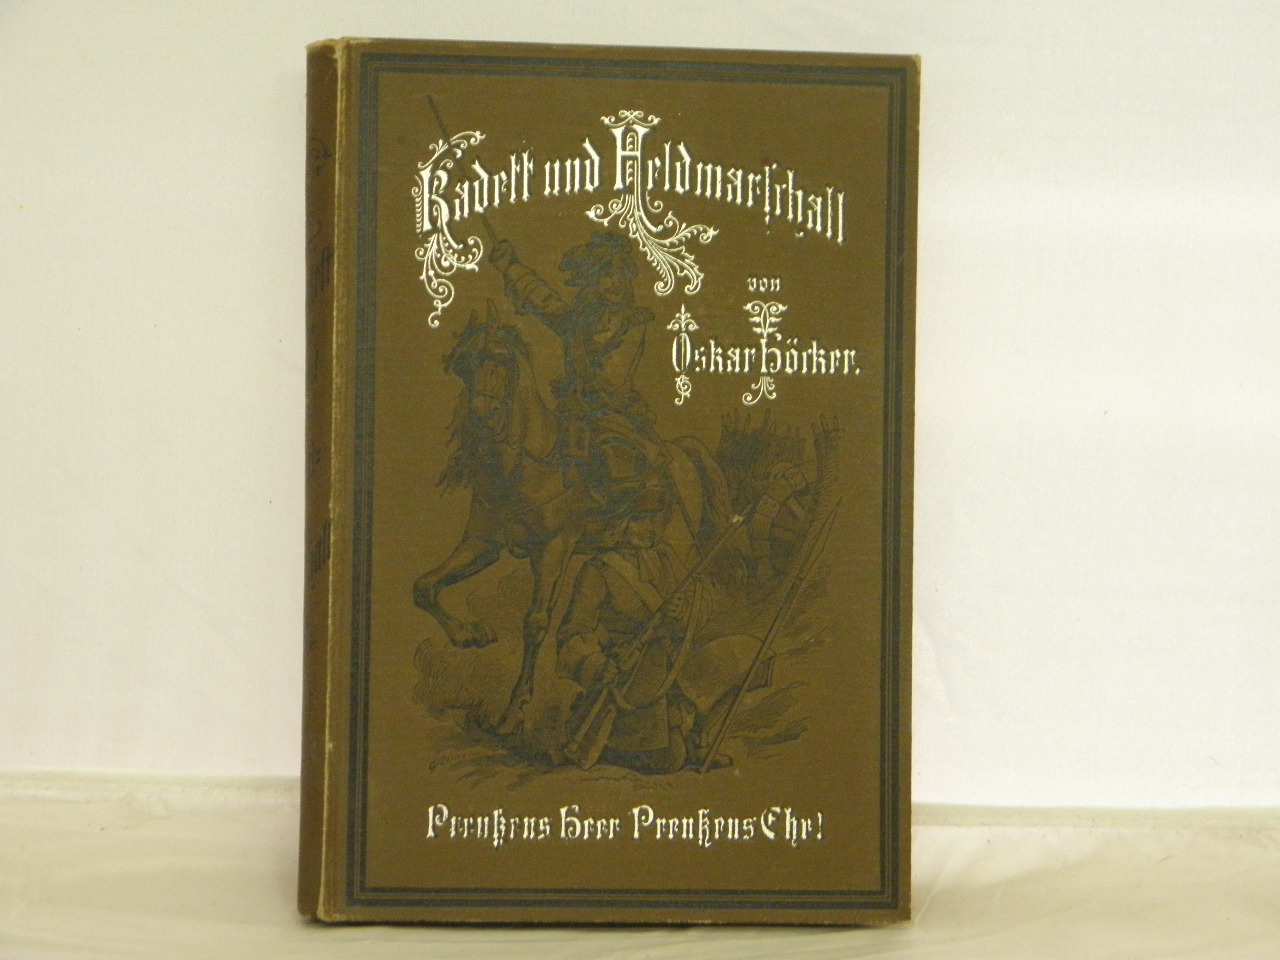 Kadett und Feldmarschall
von
Oskar Höcker.
Preußens Heer Preußens Ehr!